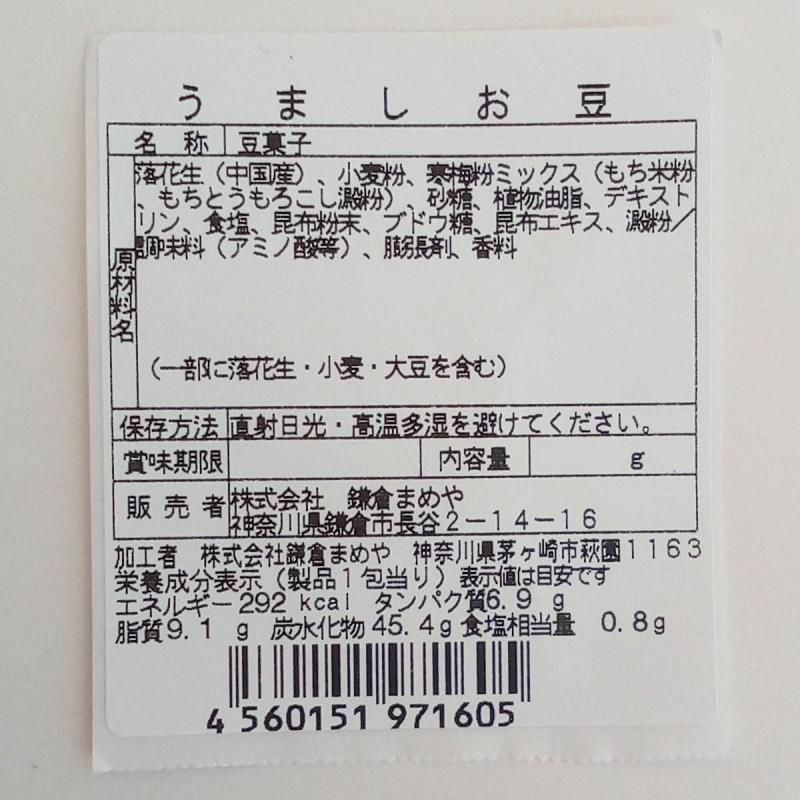 うましお豆
名称 豆菓子
落花生（中国産）、小麦粉、寒梅粉ミックス（もち米粉
、もちとうもろこし澱粉）、砂糖、植物油脂、デキスト
リン、食塩、昆布粉末、ブドウ糖、昆布エキス、澱粉／
調味料（アミノ酸等）、膨張剤、香料
原材料名
（一部に落花生・小麦・大豆を含む）
保存方法 直射日光・高温多湿を避けてください。
賞味期限 内容量 g
販売者 株式会社 鎌倉まめや
神奈川県鎌倉市長谷２－１４－１６
加工者 株式会社鎌倉まめや 神奈川県茅ヶ崎市萩園１１６３
栄養成分表示（製品１包当り）表示値は目安です
エネルギー292 kcal タンパク質6.9 g
脂質9.1 g 炭水化物 45.4g 食塩相当量 0.8g
4 560151 971605